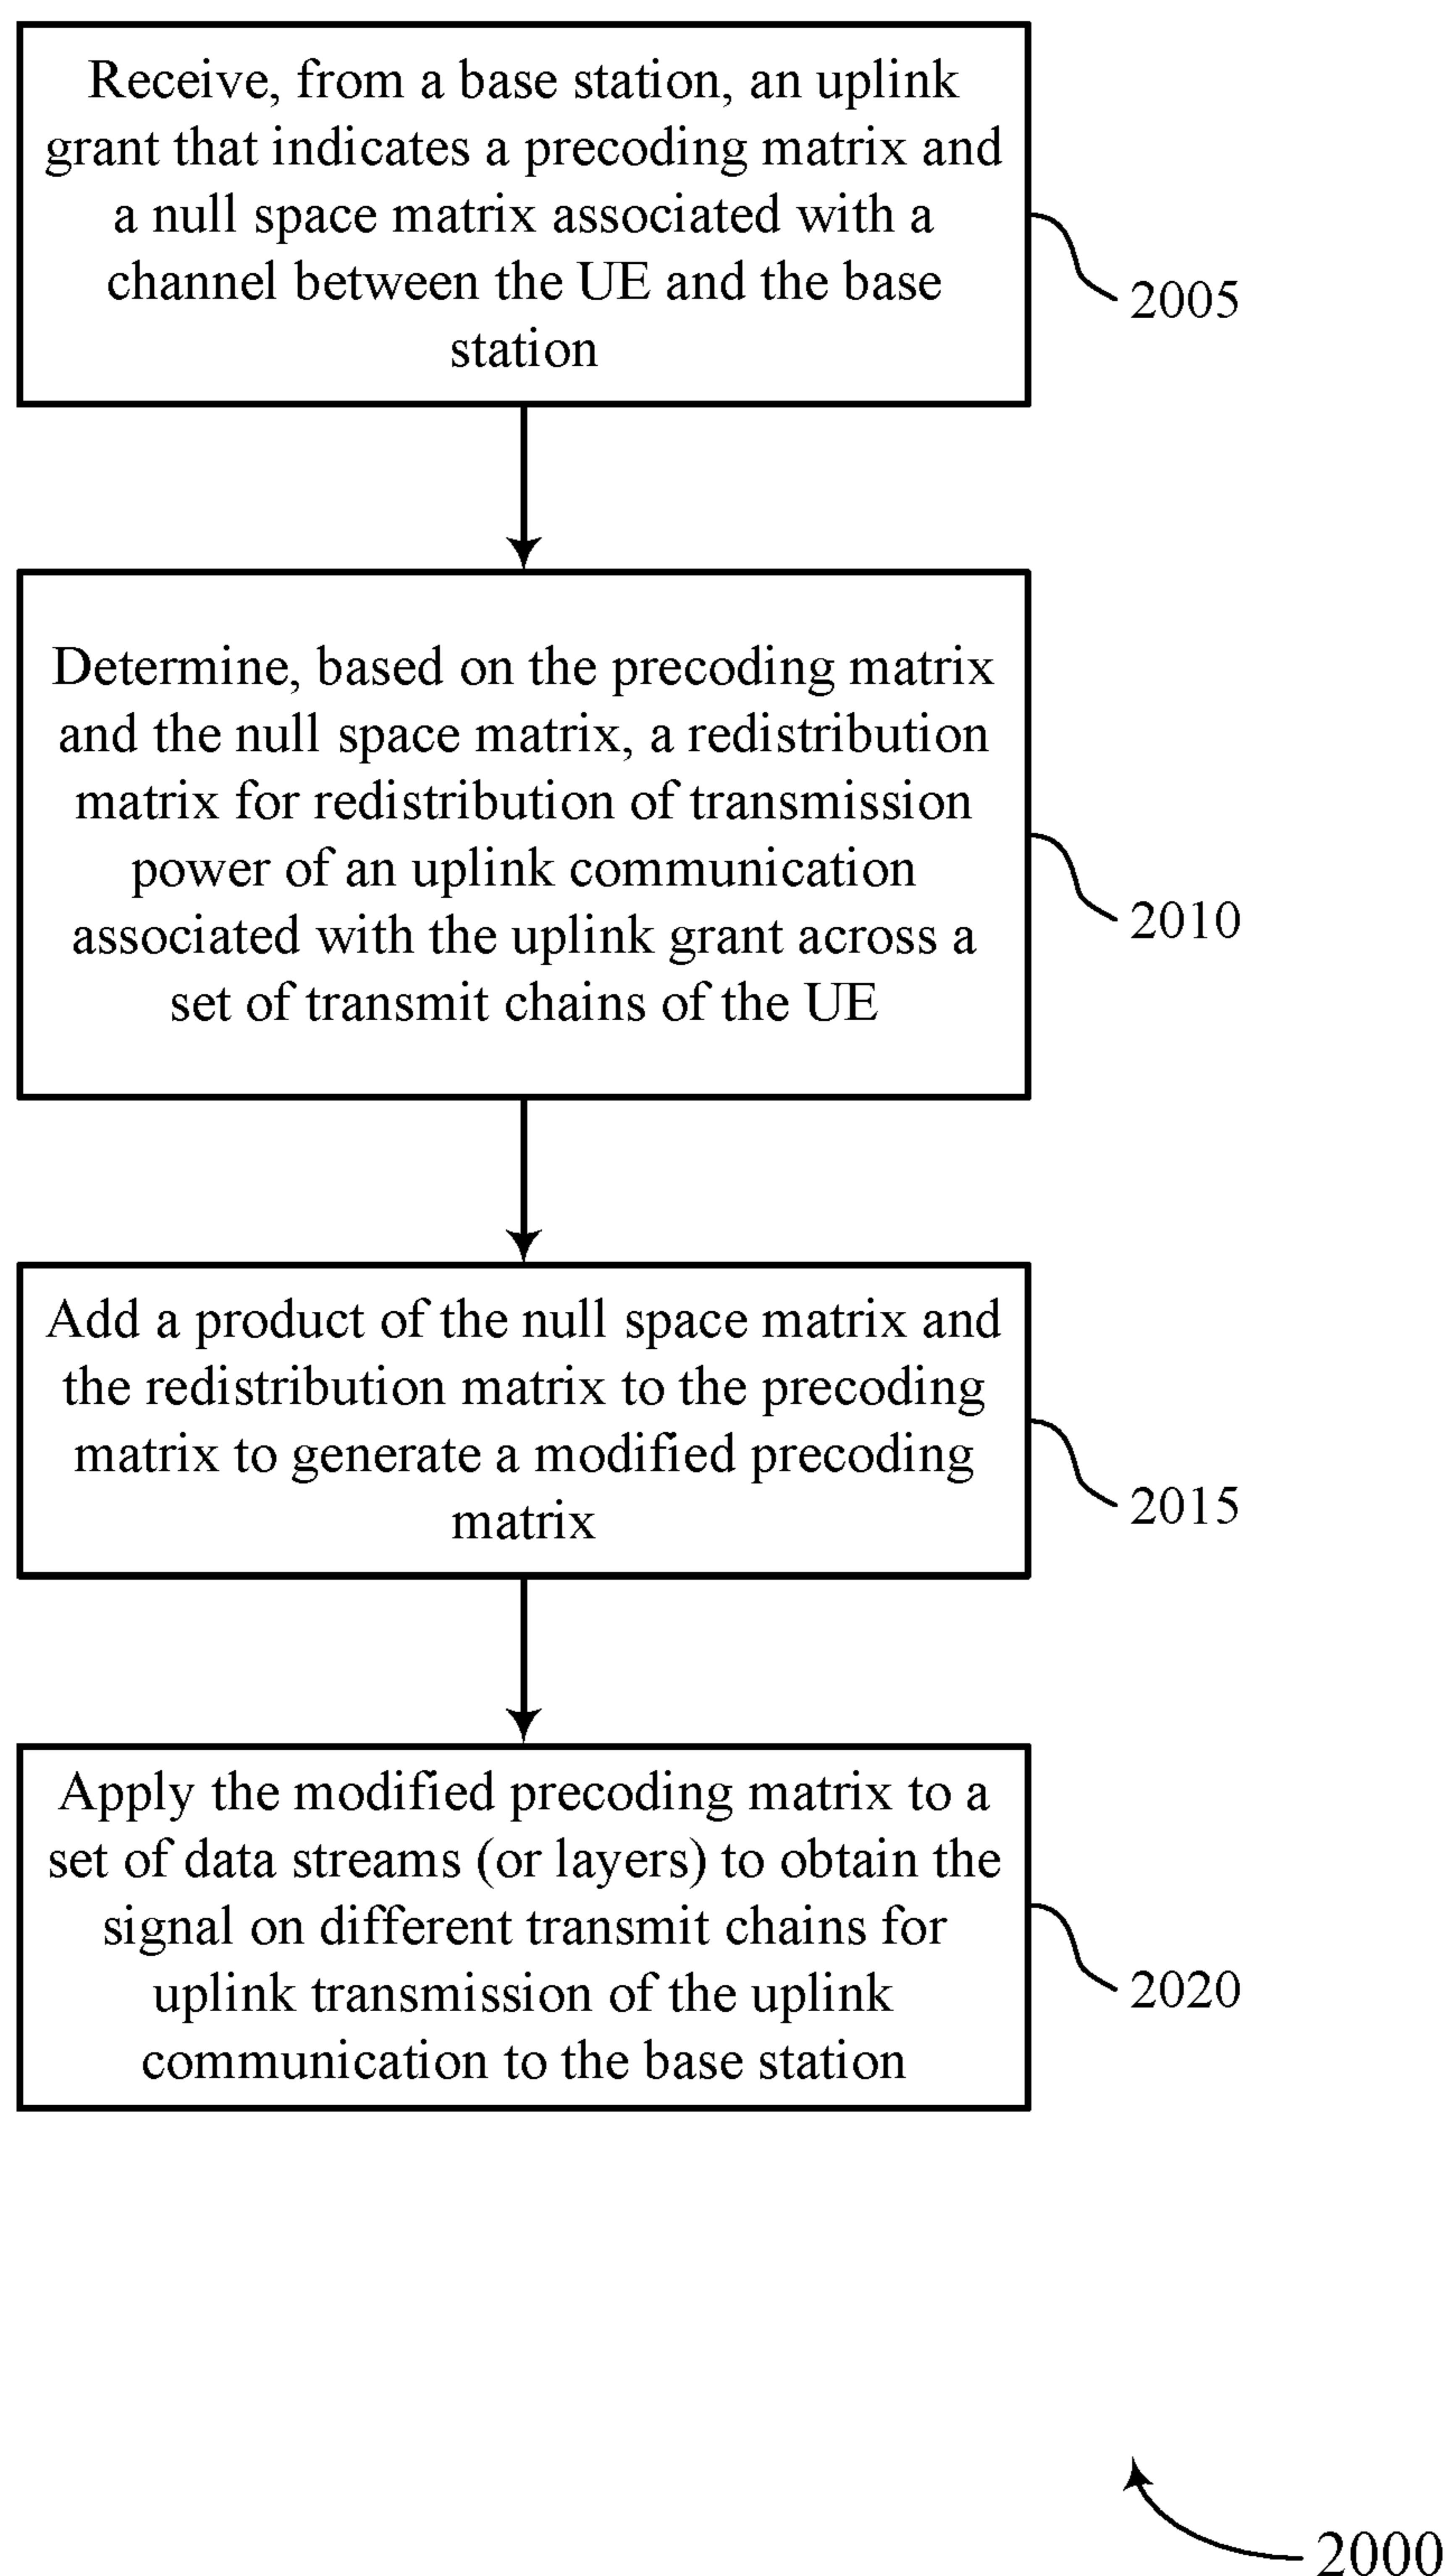 Receive, from a base station, an uplink
grant that indicates a precoding matrix and
a null space matrix associated with a
channel between the UE and the base
station
2005
Determine, based on the precoding matrix
and the null space matrix, a redistribution
matrix for redistribution of transmission
power of an uplink communication
associated with the uplink grant across a
set of transmit chains of the UE
2010
Add a product of the null space matrix and
the redistribution matrix to the precoding
matrix to generate a modified precoding
matrix
2015
Apply the modified precoding matrix to a
set of data streams (or layers) to obtain the
signal on different transmit chains for
uplink transmission of the uplink
communication to the base station
2020
2000